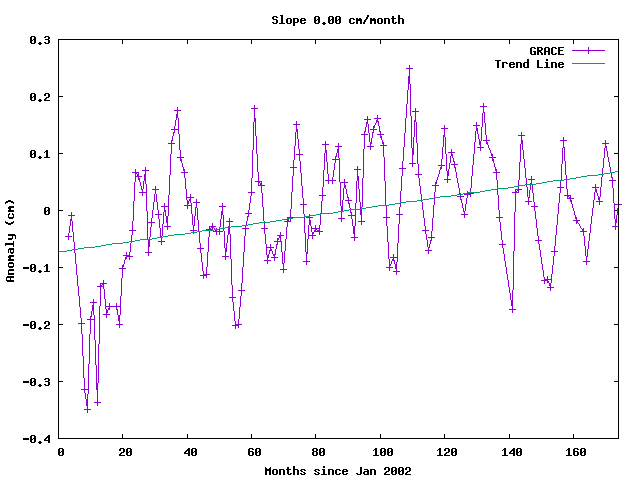 Slope 0.00 cm/month
GRACE
Trend Line
0.3
0.2
0.1
0
-0.1
-0.2
-0.3
-0.4
Anomaly (cm)
0 20 40 60 80 100 120 140 160
Months since Jan 2002